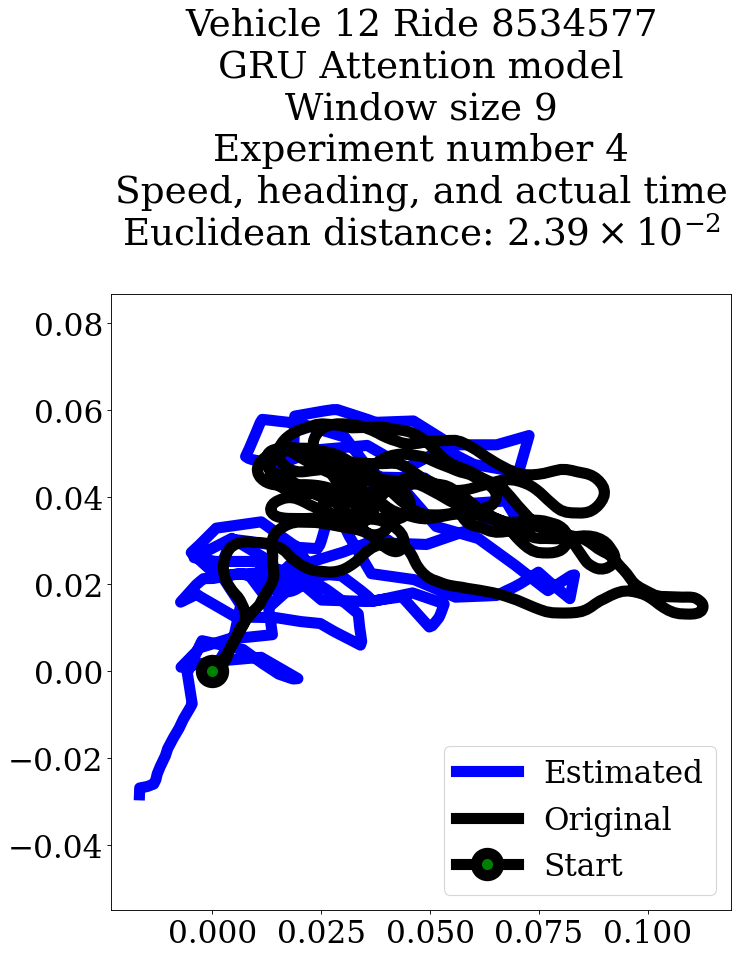 Vehicle 12 Ride 8534577
GRU Attention model
Window size 9
Experiment number 4
Speed, heading, and actual time
Euclidean distance: 2.39 × 10⁻²
0.08
0.06
0.04
0.02
0.00
−0.02
−0.04
Estimated
Original
Start
0.000 0.025 0.050 0.075 0.100